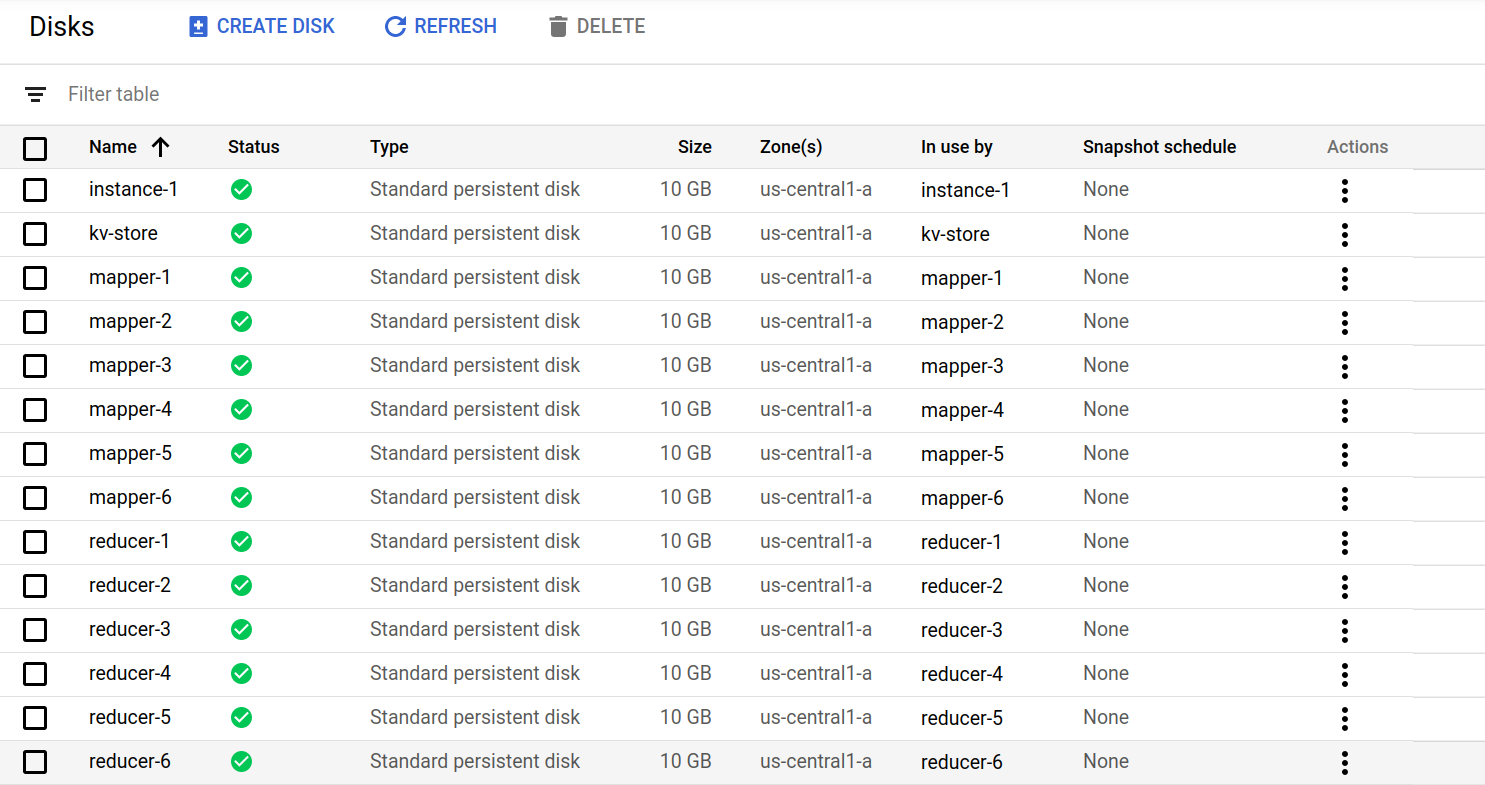 Disks CREATE DISK REFRESH DELETE
Filter table
Name Status Type Size Zone(s) In use by Snapshot schedule Actions
instance-1 Standard persistent disk 10 GB us-central1-a instance-1 None
kv-store Standard persistent disk 10 GB us-central1-a kv-store None
mapper-1 Standard persistent disk 10 GB us-central1-a mapper-1 None
mapper-2 Standard persistent disk 10 GB us-central1-a mapper-2 None
mapper-3 Standard persistent disk 10 GB us-central1-a mapper-3 None
mapper-4 Standard persistent disk 10 GB us-central1-a mapper-4 None
mapper-5 Standard persistent disk 10 GB us-central1-a mapper-5 None
mapper-6 Standard persistent disk 10 GB us-central1-a mapper-6 None
reducer-1 Standard persistent disk 10 GB us-central1-a reducer-1 None
reducer-2 Standard persistent disk 10 GB us-central1-a reducer-2 None
reducer-3 Standard persistent disk 10 GB us-central1-a reducer-3 None
reducer-4 Standard persistent disk 10 GB us-central1-a reducer-4 None
reducer-5 Standard persistent disk 10 GB us-central1-a reducer-5 None
reducer-6 Standard persistent disk 10 GB us-central1-a reducer-6 None